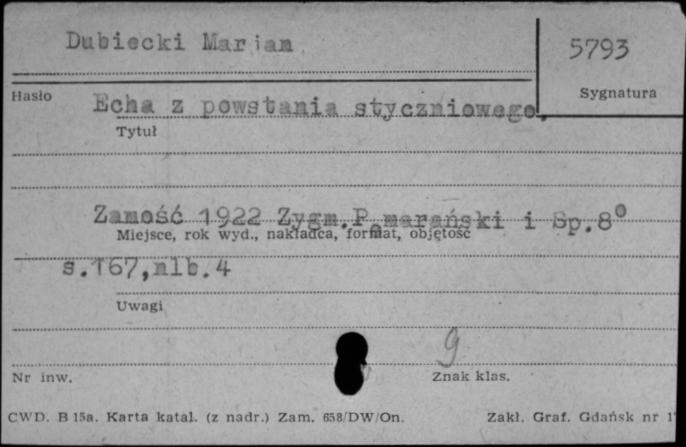 Dubiecki Marian
5793
Hasło
Sygnatura
Echa z powstania styczniowego.
Tytuł
Zamość 1922 Zygm.Pomarański i Sp.8°
Miejsce, rok wyd., nakładca, format, objętość
s.167,nlb.4
Uwagi
9
Nr inw.
Znak klas.
CWD. B 15a. Karta katal. (z nadr.) Zam. 658/DW/On.
Zakł. Graf. Gdańsk nr